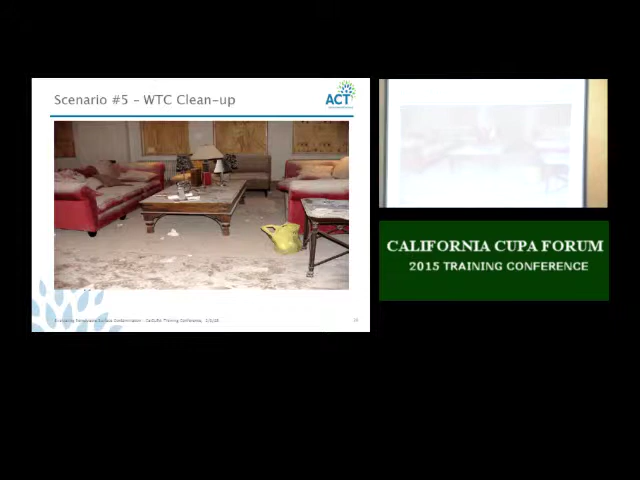 Scenario #5 – WTC Clean-up
ACT
CALIFORNIA CUPA FORUM
2015 TRAINING CONFERENCE